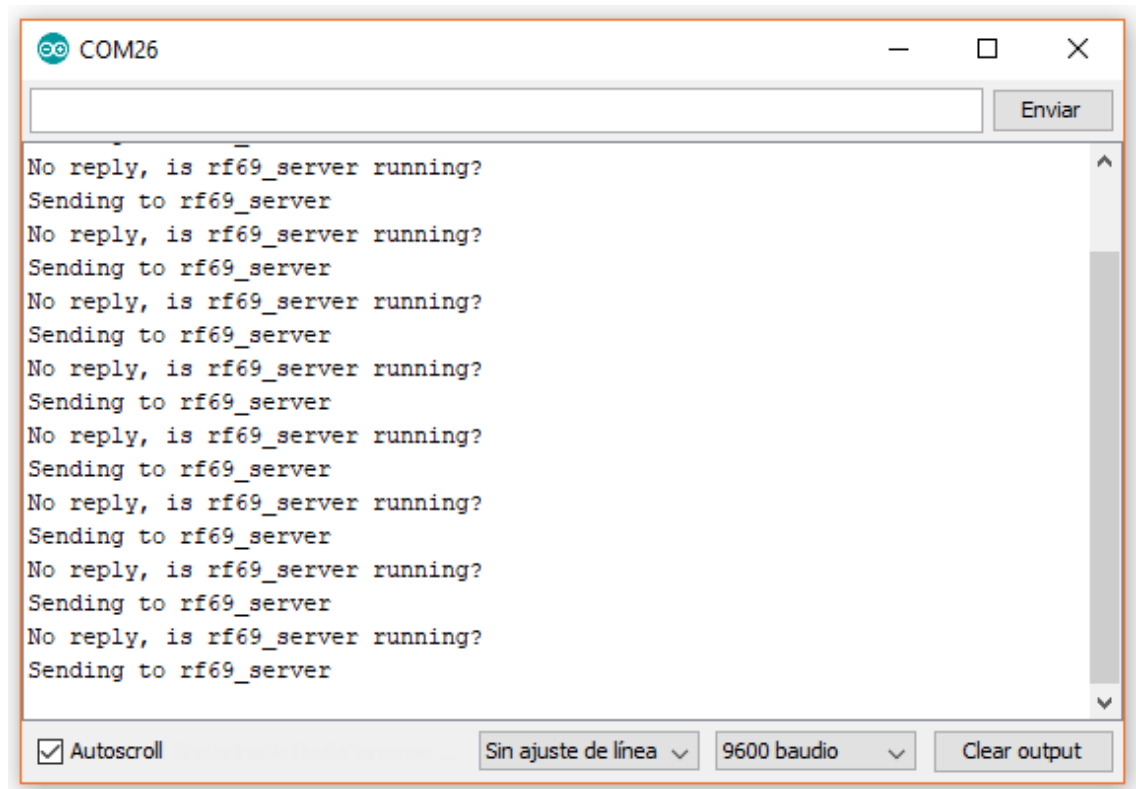 COM26
Enviar
No reply, is rf69_server running?
Sending to rf69_server
No reply, is rf69_server running?
Sending to rf69_server
No reply, is rf69_server running?
Sending to rf69_server
No reply, is rf69_server running?
Sending to rf69_server
No reply, is rf69_server running?
Sending to rf69_server
No reply, is rf69_server running?
Sending to rf69_server
No reply, is rf69_server running?
Sending to rf69_server
No reply, is rf69_server running?
Sending to rf69_server
Autoscroll Sin ajuste de línea 9600 baudio Clear output